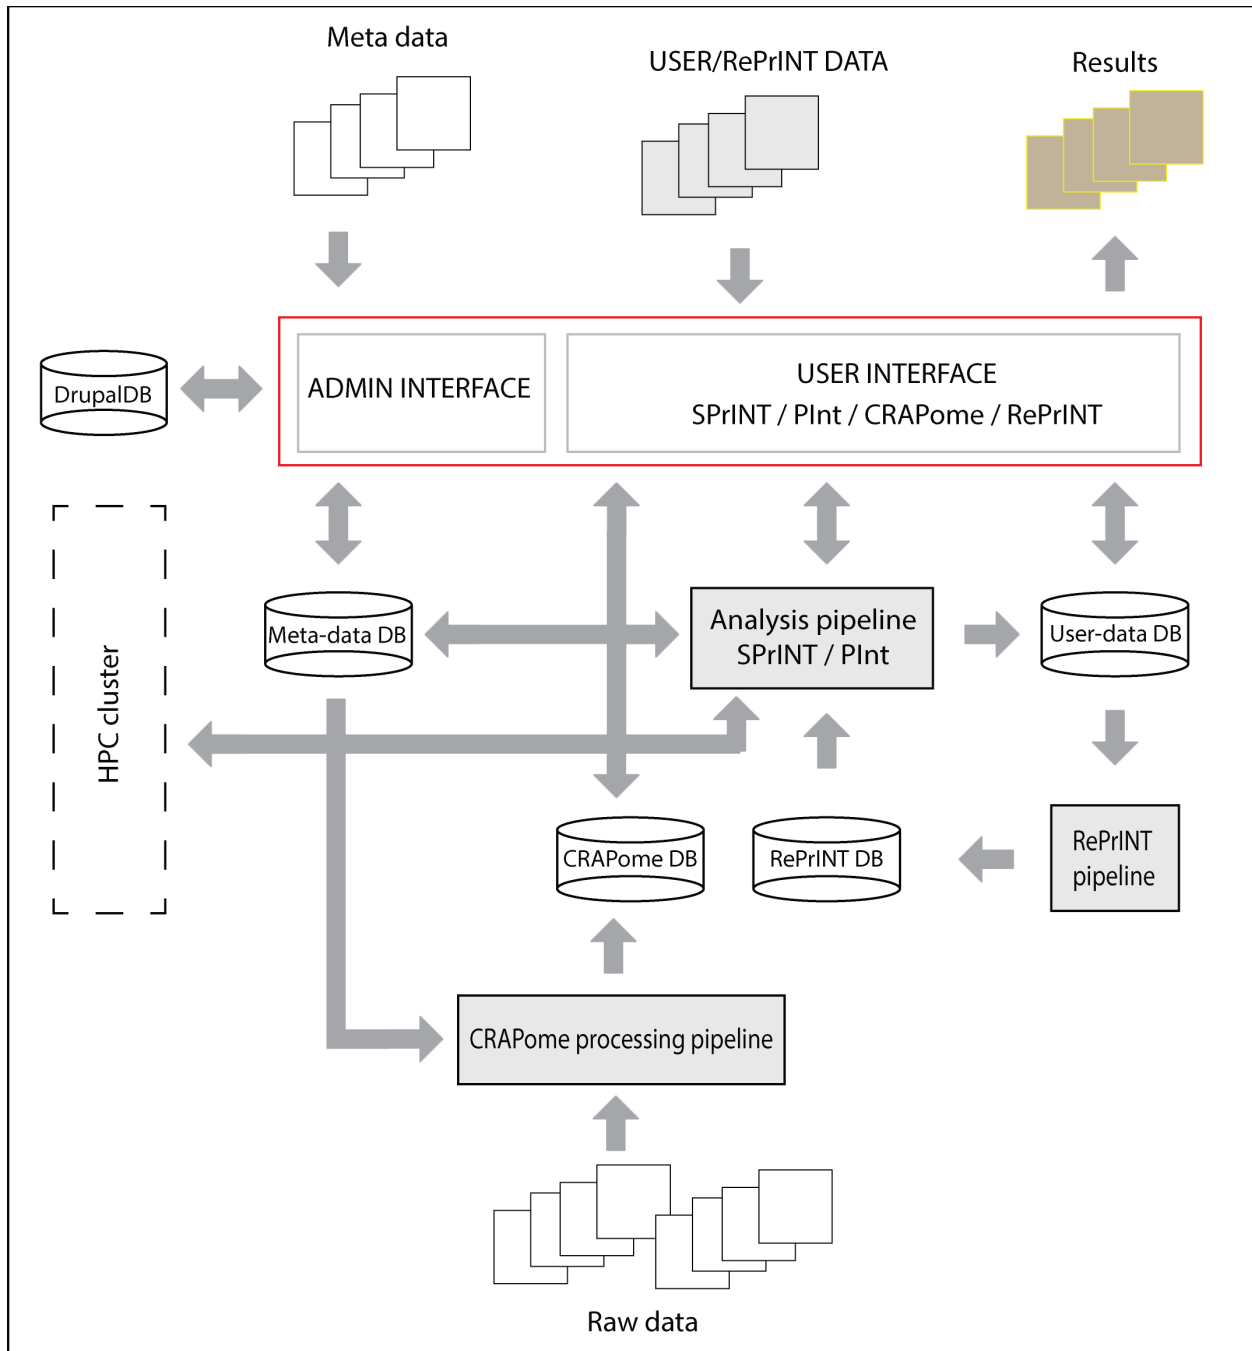 Meta data
USER/RePrINT DATA
Results
DrupalDB
ADMIN INTERFACE
USER INTERFACE
SPrINT / PInt / CRAPome / RePrINT
HPC cluster
Meta-data DB
Analysis pipeline
SPrINT / PInt
User-data DB
CRAPome DB
RePrINT DB
RePrINT
pipeline
CRAPome processing pipeline
Raw data